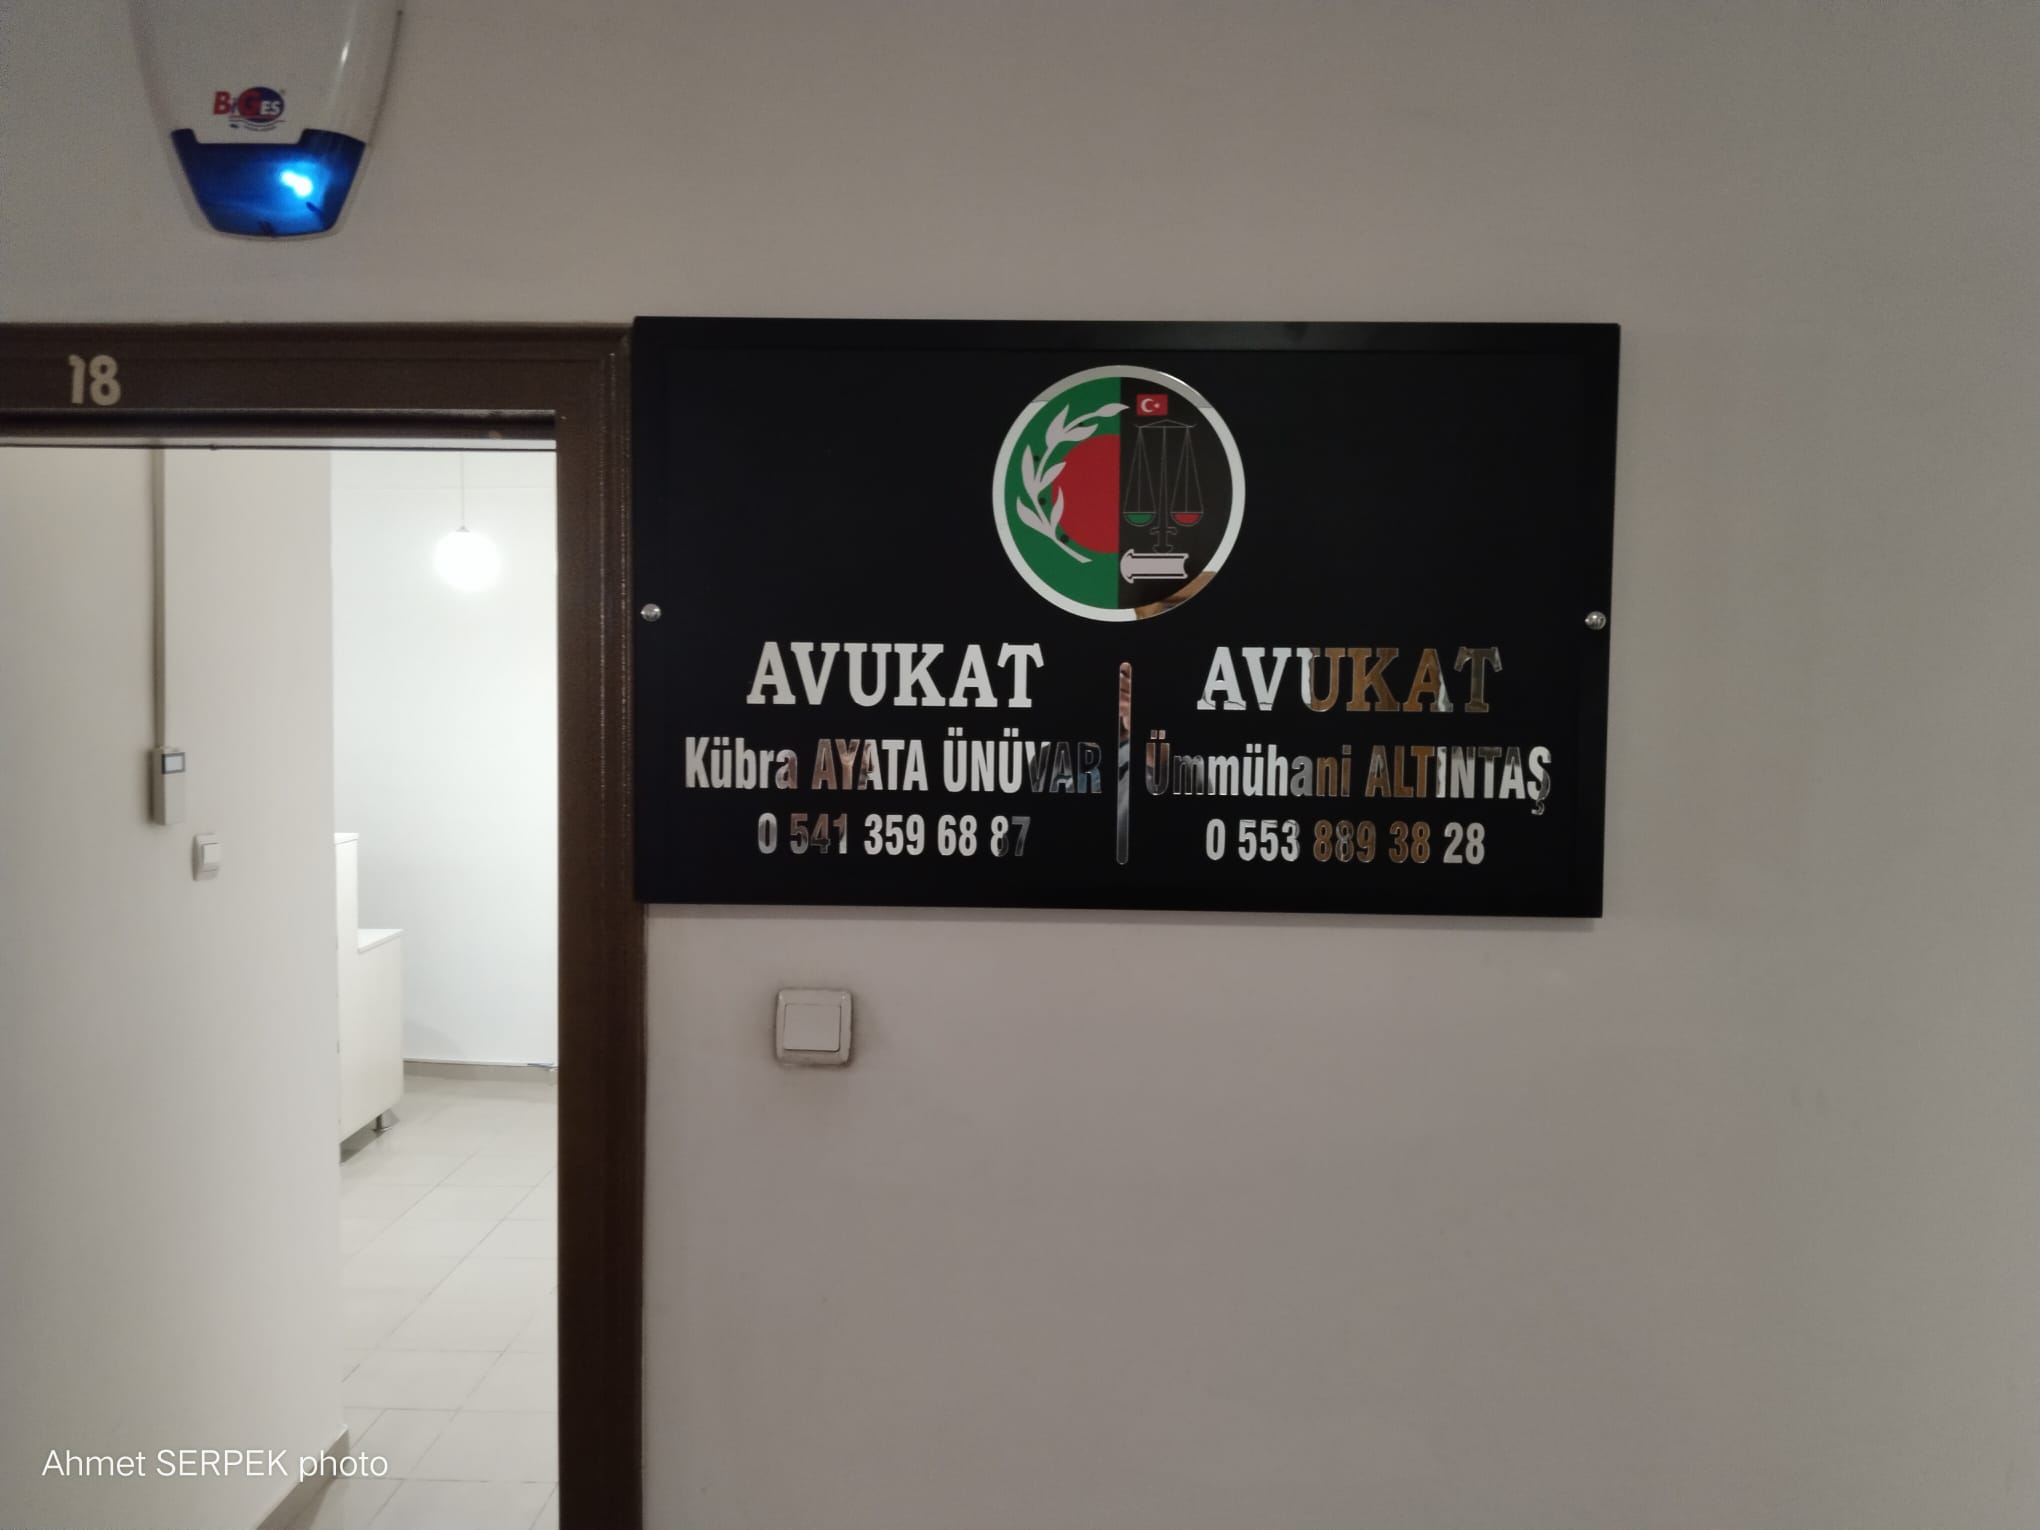 BiGES
18
AVUKAT
Kübra AYATA ÜNÜVAR
0 541 359 68 87
AVUKAT
Ümmühani ALTINTAŞ
0 553 889 38 28
Ahmet SERPEK photo